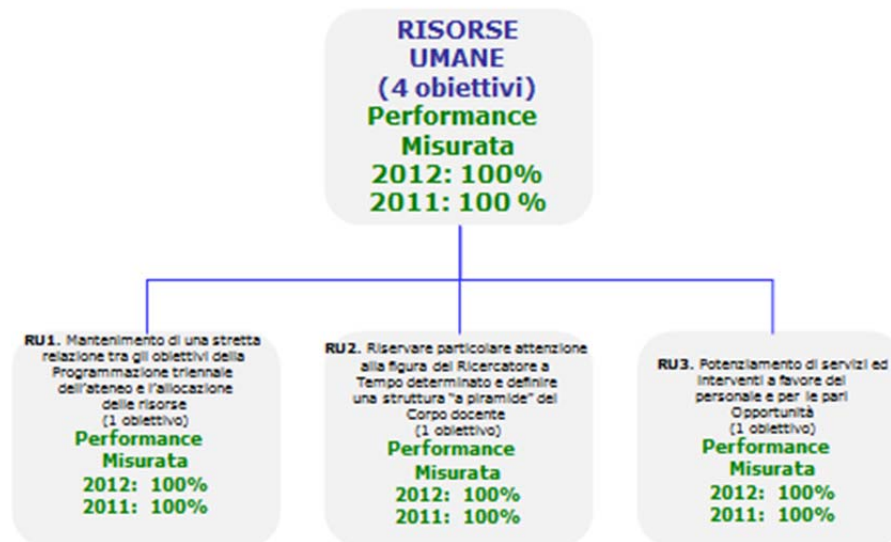 RISORSE
UMANE
(4 obiettivi)
Performance
Misurata
2012: 100%
2011: 100 %
RU1. Mantenimento di una stretta
relazione tra gli obiettivi della
Programmazione triennale
dell'ateneo e l'allocazione
delle risorse
(1 obiettivo)
Performance
Misurata
2012: 100%
2011: 100%
RU2. Riservare particolare attenzione
alla figura del Ricercatore a
Tempo determinato e definire
una struttura "a piramide" del
Corpo docente
(1 obiettivo)
Performance
Misurata
2012: 100%
2011: 100%
RU3. Potenziamento di servizi ed
interventi a favore del
personale e per le pari
Opportunità
(1 obiettivo)
Performance
Misurata
2012: 100%
2011: 100%